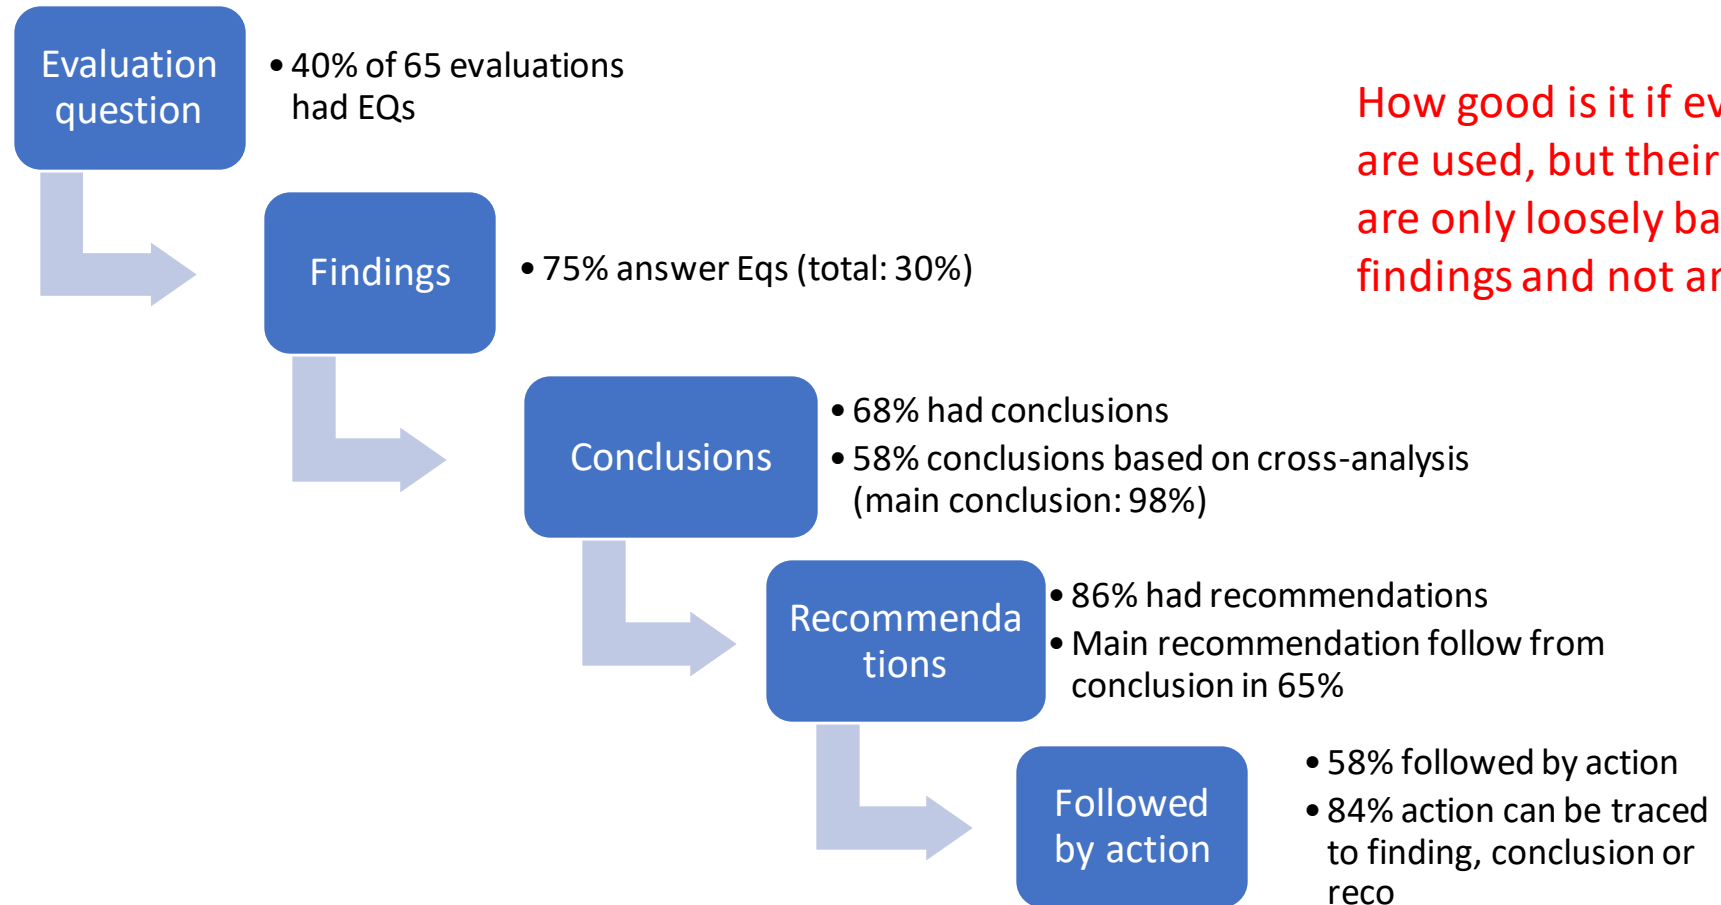 Evaluation
question
• 40% of 65 evaluations
had EQs
How good is it if
are used, but their
are only loosely
findings and not
Findings
• 75% answer Eqs (total: 30%)
Conclusions
• 68% had conclusions
• 58% conclusions based on cross-analysis
(main conclusion: 98%)
Recommenda
tions
• 86% had recommendations
• Main recommendation follow from
conclusion in 65%
Followed
by action
• 58% followed by action
• 84% action can be traced
to finding, conclusion or
reco